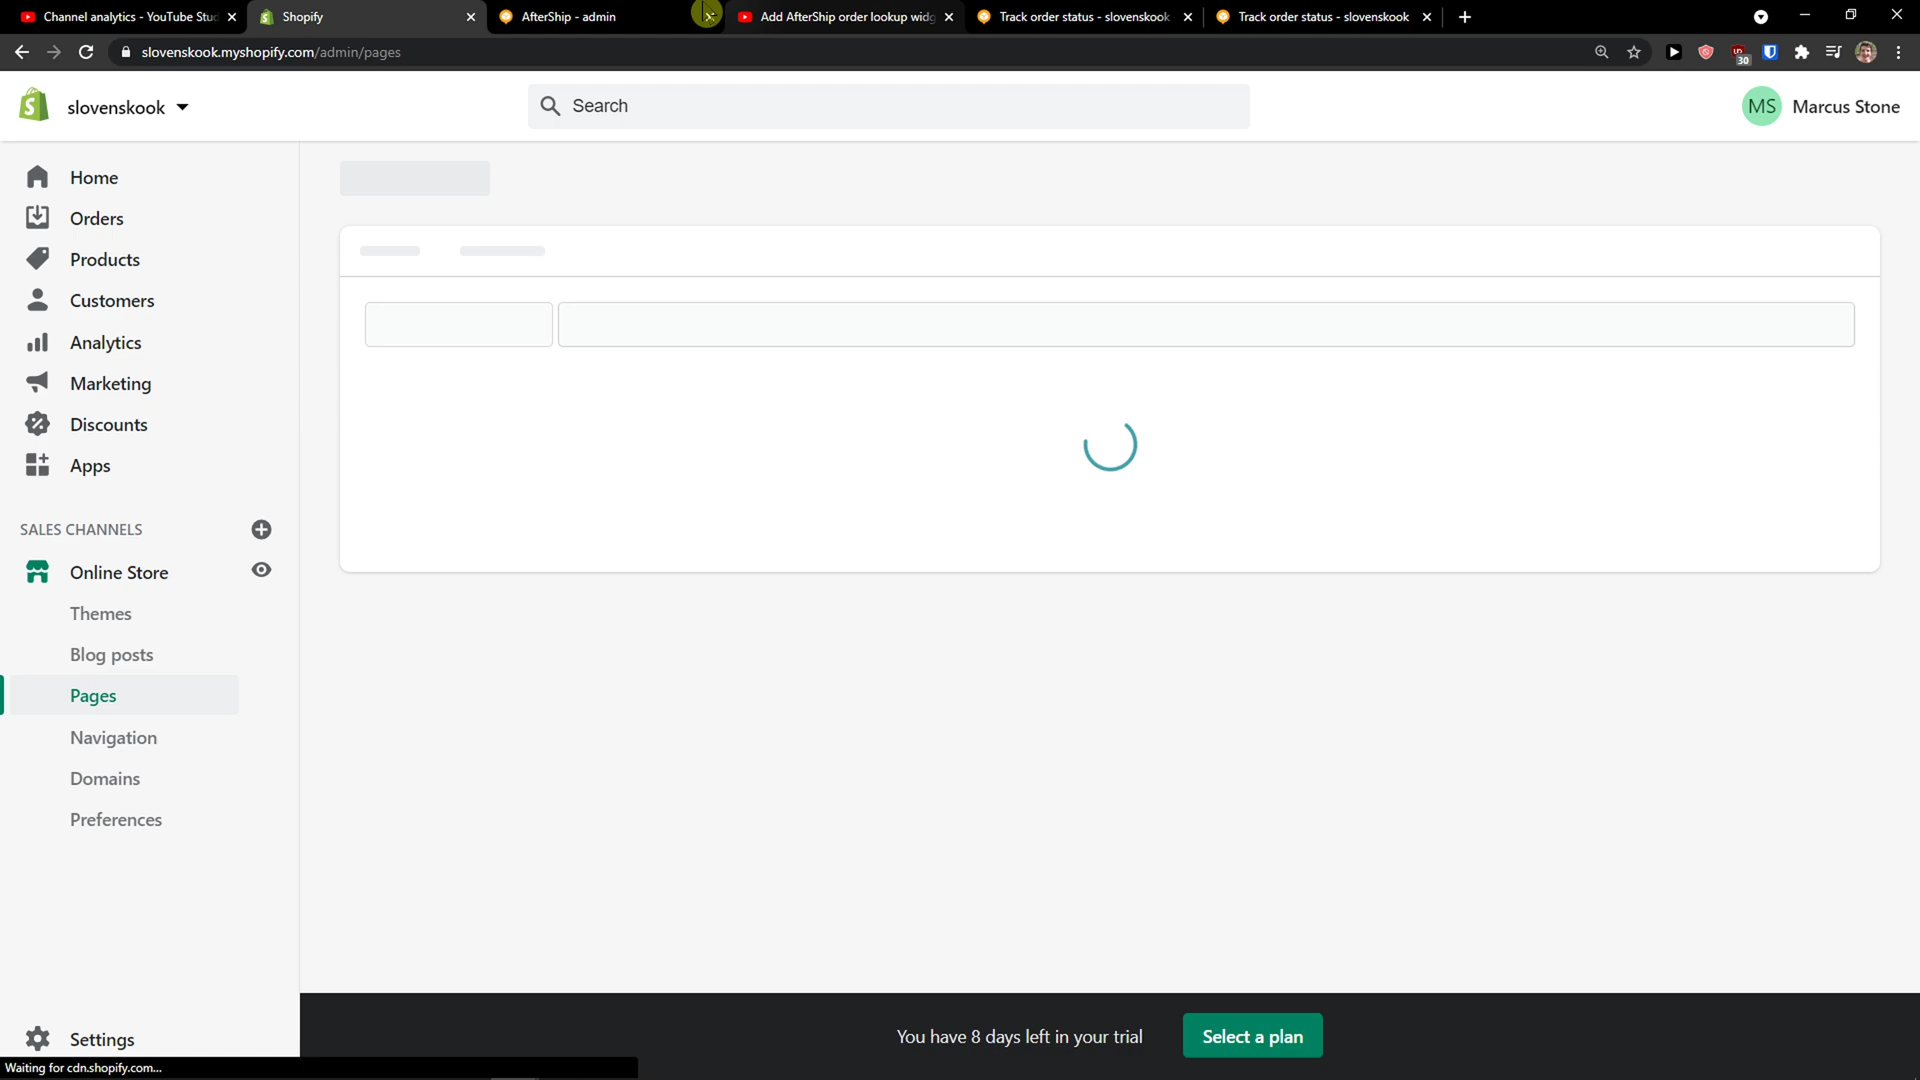 Channel analytics - YouTube Stu
Shopify
AfterShip - admin
Add AfterShip order lookup widg
Track order status - slovenskook
Track order status - slovenskook
slovenskook.myshopify.com/admin/pages
30
slovenskook
Search
MS
Marcus Stone
Home
Orders
Products
Customers
Analytics
Marketing
Discounts
Apps
SALES CHANNELS
Online Store
Themes
Blog posts
Pages
Navigation
Domains
Preferences
Settings
You have 8 days left in your trial
Select a plan
Waiting for cdn.shopify.com...